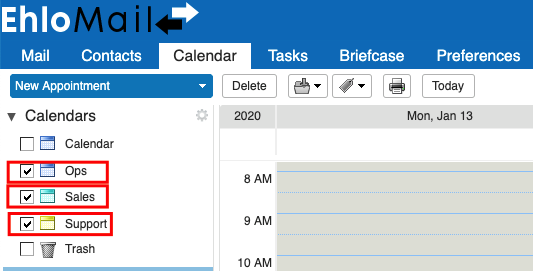 EhloMail
Mail Contacts Calendar Tasks Briefcase Preferences
New Appointment Delete Today
Calendars 2020 Mon, Jan 13
Calendar
Ops 8 AM
Sales
Support 9 AM
Trash
10 AM